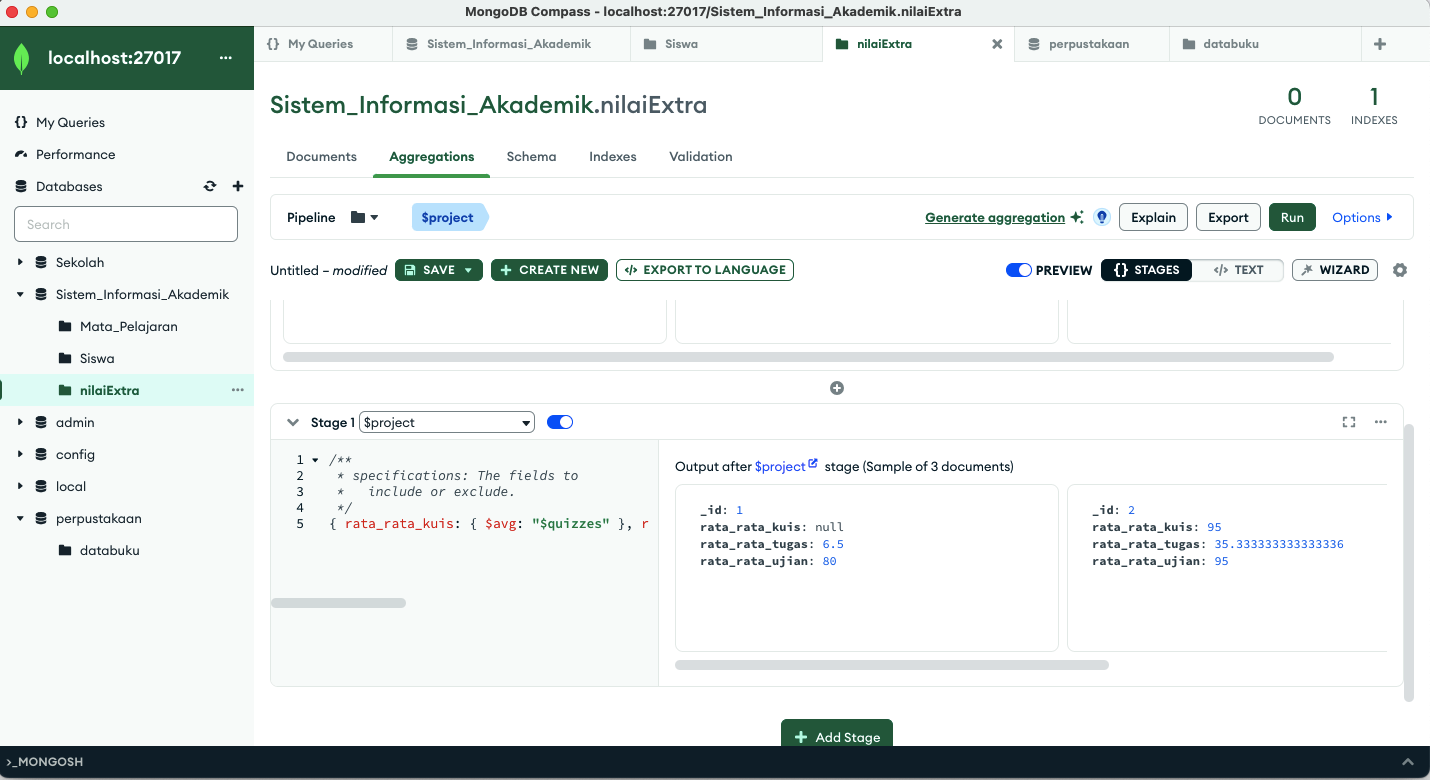 MongoDB Compass - localhost:27017/Sistem_Informasi_Akademik.nilaiExtra
localhost:27017
{} My Queries
Sistem_Informasi_Akademik
Siswa
nilaiExtra
perpustakaan
databuku
{} My Queries
Performance
Databases
Search
Sekolah
Sistem_Informasi_Akademik
Mata_Pelajaran
Siswa
nilaiExtra
admin
config
local
perpustakaan
databuku
Sistem_Informasi_Akademik.nilaiExtra
0
DOCUMENTS
1
INDEXES
Documents
Aggregations
Schema
Indexes
Validation
Pipeline
$project
Generate aggregation
Explain
Export
Run
Options
Untitled – modified
SAVE
CREATE NEW
</> EXPORT TO LANGUAGE
PREVIEW
{} STAGES
</> TEXT
WIZARD
Stage 1
$project
1 /**
2 * specifications: The fields to
3 *   include or exclude.
4 */
5 { rata_rata_kuis: { $avg: "$quizzes" }, r
Output after $project stage (Sample of 3 documents)
_id: 1
rata_rata_kuis: null
rata_rata_tugas: 6.5
rata_rata_ujian: 80
_id: 2
rata_rata_kuis: 95
rata_rata_tugas: 35.333333333333336
rata_rata_ujian: 95
Add Stage
>_MONGOSH